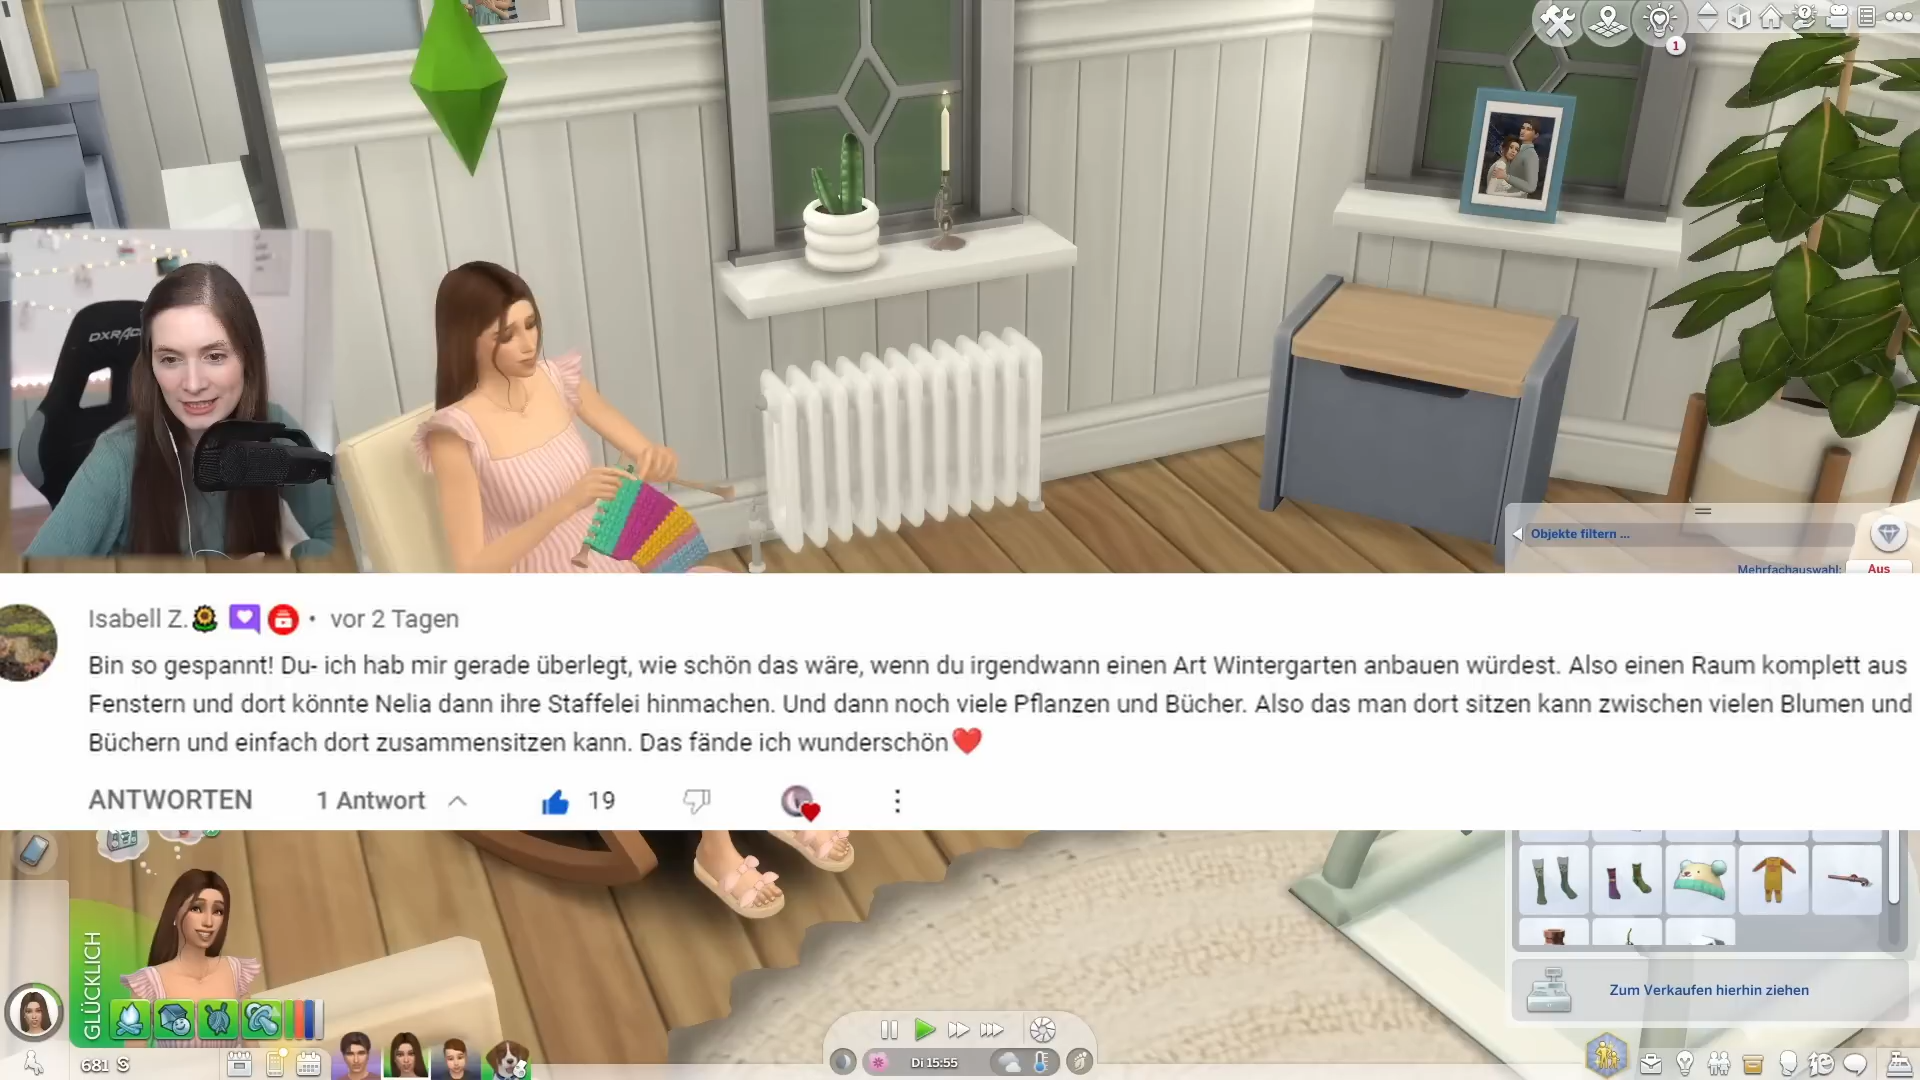 1
DXRAC
Objekte filtern ...
Mehrfachauswahl:
Aus
Isabell Z.🌻 • vor 2 Tagen
Bin so gespannt! Du- ich hab mir gerade überlegt, wie schön das wäre, wenn du irgendwann einen Art Wintergarten anbauen würdest. Also einen Raum komplett aus
Fenstern und dort könnte Nelia dann ihre Staffelei hinmachen. Und dann noch viele Pflanzen und Bücher. Also das man dort sitzen kann zwischen vielen Blumen und
Büchern und einfach dort zusammensitzen kann. Das fände ich wunderschön❤️
ANTWORTEN
1 Antwort
19
GLÜCKLICH
Zum Verkaufen hierhin ziehen
681
Di 15:55